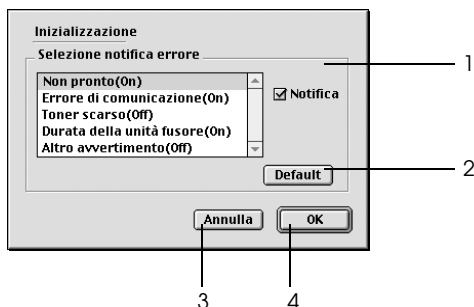 Inizializzazione
Selezione notifica errore
1
Non pronto(On)
Errore di comunicazione(On)
Toner scarso(Off)
Durata della unità fusore(On)
Altro avvertimento(Off)
Notifica
Default
2
Annulla
OK
3
4